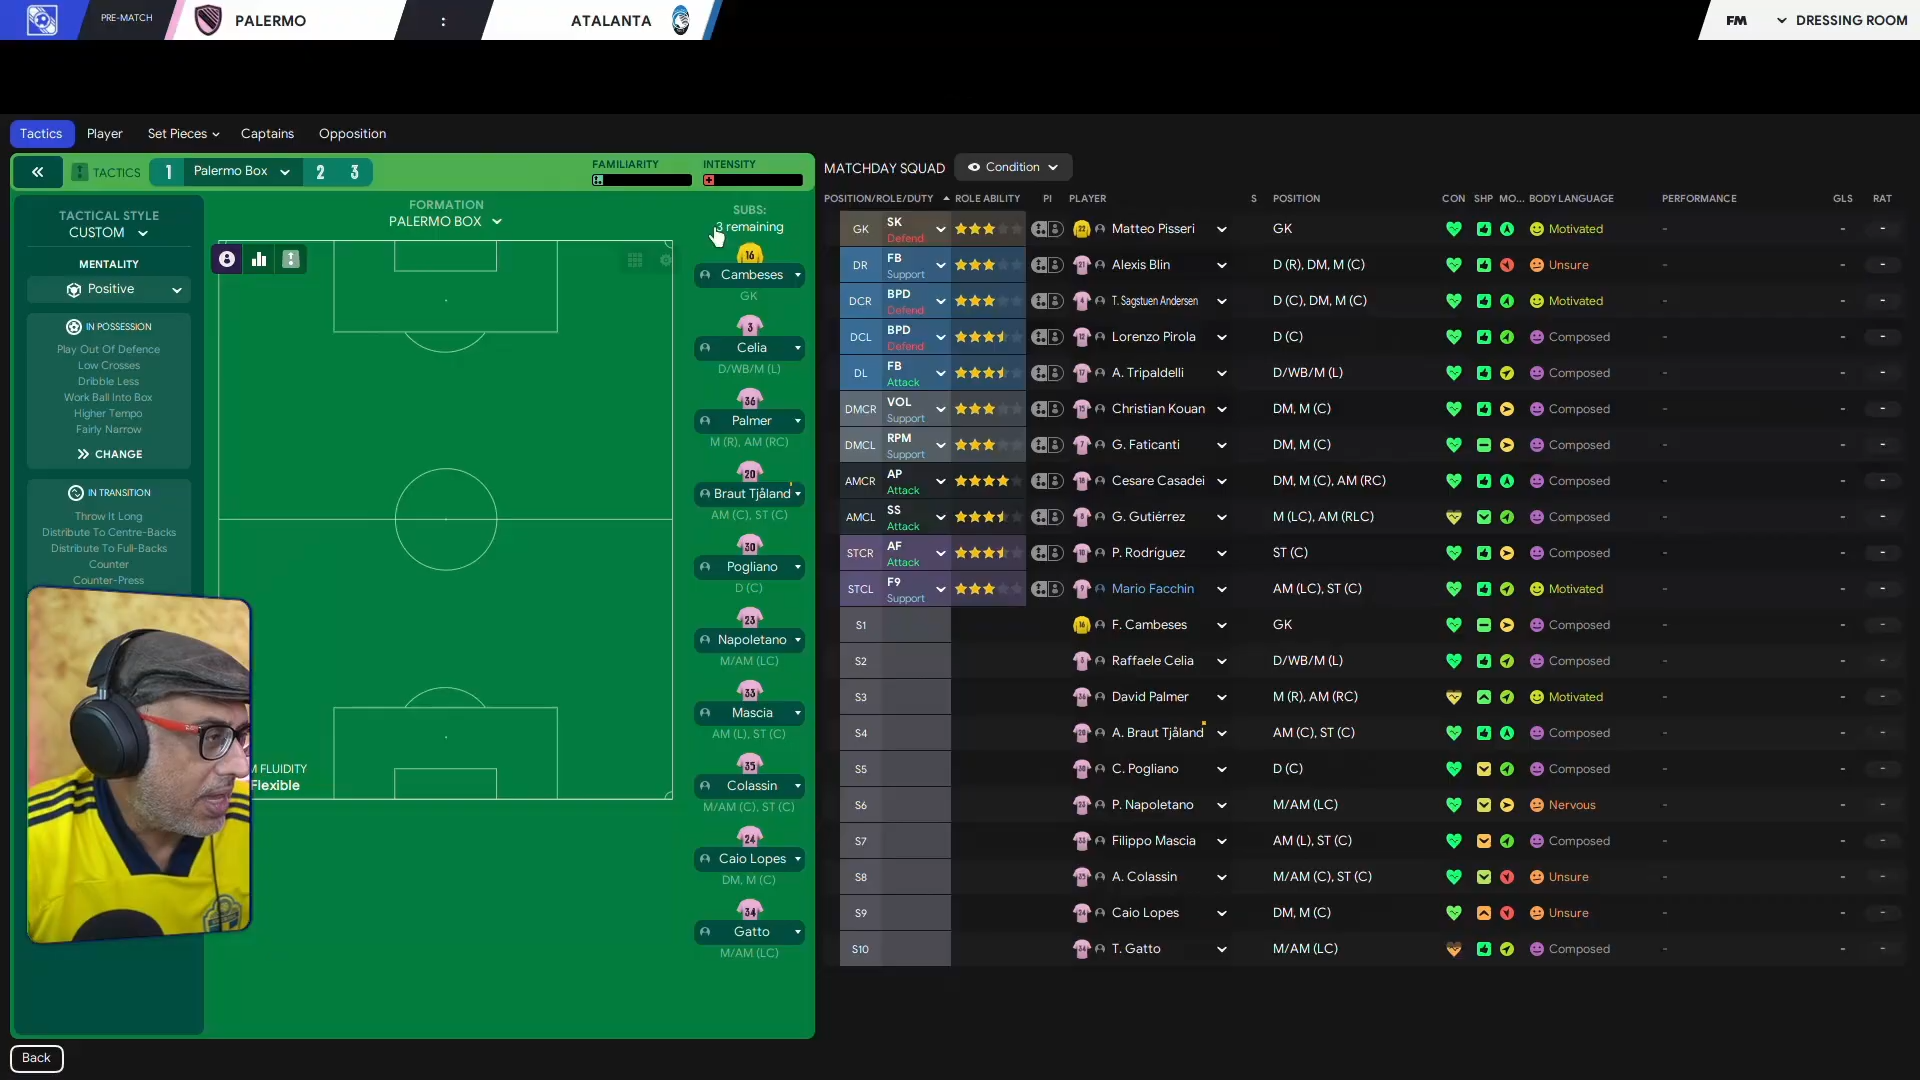 PRE-MATCH
PALERMO
:
ATALANTA
FM
DRESSING ROOM
Tactics
Player
Set Pieces
Captains
Opposition
TACTICS
1
Palermo Box
2
3
FAMILIARITY
INTENSITY
TACTICAL STYLE
CUSTOM
MENTALITY
Positive
IN POSSESSION
Play Out Of Defence
Low Crosses
Dribble Less
Work Ball Into Box
Higher Tempo
Fairly Narrow
CHANGE
IN TRANSITION
Throw It Long
Distribute To Centre-Backs
Distribute To Full-Backs
Counter
Counter-Press
FORMATION
PALERMO BOX
M FLUIDITY
Flexible
SUBS:
3 remaining
16
Cambeses
GK
3
Celia
D/WB/M (L)
36
Palmer
M (R), AM (RC)
20
Braut Tjåland
AM (C), ST (C)
30
Pogliano
D (C)
23
Napoletano
M/AM (LC)
33
Mascia
AM (L), ST (C)
35
Colassin
M/AM (C), ST (C)
24
Caio Lopes
DM, M (C)
34
Gatto
M/AM (LC)
MATCHDAY SQUAD
Condition
POSITION/ROLE/DUTY ROLE ABILITY PI PLAYER S POSITION CON SHP MO... BODY LANGUAGE PERFORMANCE GLS RAT
GK SK Defend Matteo Pisseri GK Motivated - - -
DR FB Support Alexis Blin D (R), DM, M (C) Unsure - - -
DCR BPD Defend T. Sagstuen Andersen D (C), DM, M (C) Motivated - - -
DCL BPD Defend Lorenzo Pirola D (C) Composed - - -
DL FB Attack A. Tripaldelli D/WB/M (L) Composed - - -
DMCR VOL Support Christian Kouan DM, M (C) Composed - - -
DMCL RPM Support G. Faticanti DM, M (C) Composed - - -
AMCR AP Attack Cesare Casadei DM, M (C), AM (RC) Composed - - -
AMCL SS Attack G. Gutiérrez M (LC), AM (RLC) Composed - - -
STCR AF Attack P. Rodríguez ST (C) Composed - - -
STCL F9 Support Mario Facchin AM (LC), ST (C) Motivated - - -
S1 F. Cambeses GK Composed - - -
S2 Raffaele Celia D/WB/M (L) Composed - - -
S3 David Palmer M (R), AM (RC) Motivated - - -
S4 A. Braut Tjåland AM (C), ST (C) Composed - - -
S5 C. Pogliano D (C) Composed - - -
S6 P. Napoletano M/AM (LC) Nervous - - -
S7 Filippo Mascia AM (L), ST (C) Composed - - -
S8 A. Colassin M/AM (C), ST (C) Unsure - - -
S9 Caio Lopes DM, M (C) Unsure - - -
S10 T. Gatto M/AM (LC) Composed - - -
Back